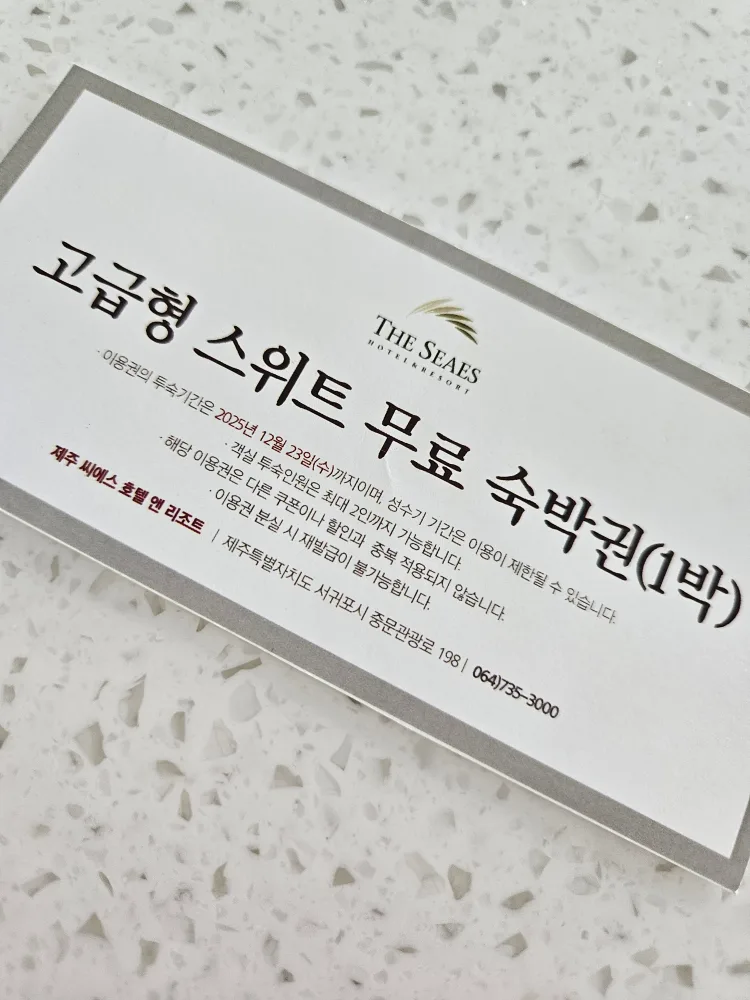 THE SEAES
HOTEL & RESORT
고급형 스위트 무료 숙박권(1박)
· 이용권의 투숙기간은 2025년 12월 23일(수)까지이며, 성수기 기간은 이용이 제한될 수 있습니다.
· 객실 투숙인원은 최대 2인까지 가능합니다.
· 해당 이용권은 다른 쿠폰이나 할인과 중복 적용되지 않습니다.
· 이용권 분실 시 재발급이 불가능합니다.
제주 씨에스 호텔 앤 리조트 | 제주특별자치도 서귀포시 중문관광로 198 | 064)735-3000